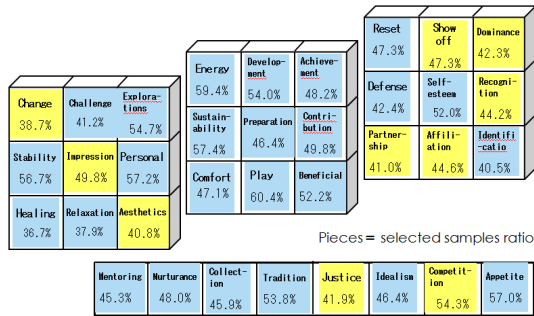 Change
38.7%
Challenge
41.2%
Explora-
tions
54.7%
Stability
56.7%
Impression
49.8%
Personal
57.2%
Healing
36.7%
Relaxation
37.9%
Aesthetics
40.8%
Energy
59.4%
Develop-
ment
54.0%
Achieve-
ment
48.2%
Sustain-
ability
57.4%
Preparation
46.4%
Contri-
bution
49.8%
Comfort
47.1%
Play
60.4%
Beneficial
52.2%
Reset
47.3%
Show
off
47.3%
Dominance
42.3%
Defense
42.4%
Self-
esteem
52.0%
Recogni-
tion
44.2%
Partner-
ship
41.0%
Affili-
ation
44.6%
Identifi
-catio
40.5%
Pieces＝ selected samples ratio
Mentoring
45.3%
Nurturance
48.0%
Collect-
ion
45.9%
Tradition
53.8%
Justice
41.9%
Idealism
46.4%
Competit-
ion
54.3%
Appetite
57.0%